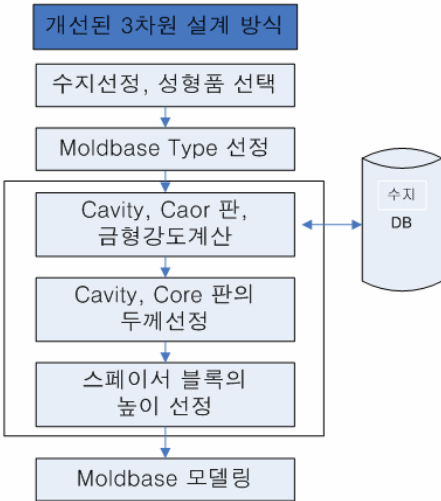 개선된 3차원 설계 방식
수지선정, 성형품 선택
Moldbase Type 선정
Cavity, Caor 판,
금형강도계산
수지
DB
Cavity, Core 판의
두께선정
스페이서 블록의
높이 선정
Moldbase 모델링